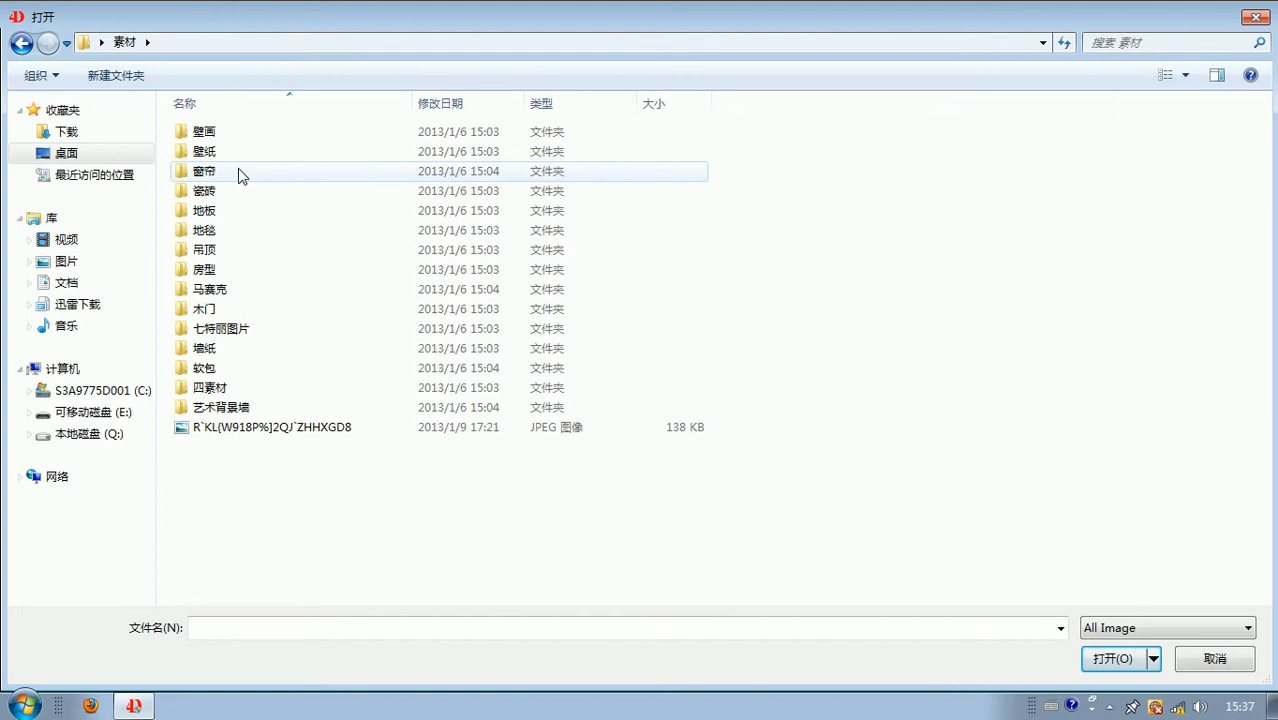 打开
素材
搜索 素材
组织 新建文件夹
名称 修改日期 类型 大小
收藏夹
下载
桌面
最近访问的位置
库
视频
图片
文档
迅雷下载
音乐
计算机
S3A9775D001 (C:)
可移动磁盘 (E:)
本地磁盘 (Q:)
网络
壁画 2013/1/6 15:03 文件夹
壁纸 2013/1/6 15:03 文件夹
窗帘 2013/1/6 15:04 文件夹
瓷砖 2013/1/6 15:03 文件夹
地板 2013/1/6 15:03 文件夹
地毯 2013/1/6 15:03 文件夹
吊顶 2013/1/6 15:03 文件夹
房型 2013/1/6 15:03 文件夹
马赛克 2013/1/6 15:04 文件夹
木门 2013/1/6 15:03 文件夹
七特丽图片 2013/1/6 15:03 文件夹
墙纸 2013/1/6 15:03 文件夹
软包 2013/1/6 15:04 文件夹
四素材 2013/1/6 15:03 文件夹
艺术背景墙 2013/1/6 15:04 文件夹
R`KL{W918P%]2QJ`ZHHXGD8 2013/1/9 17:21 JPEG 图像 138 KB
文件名(N):
All Image
打开(O) 取消
15:37